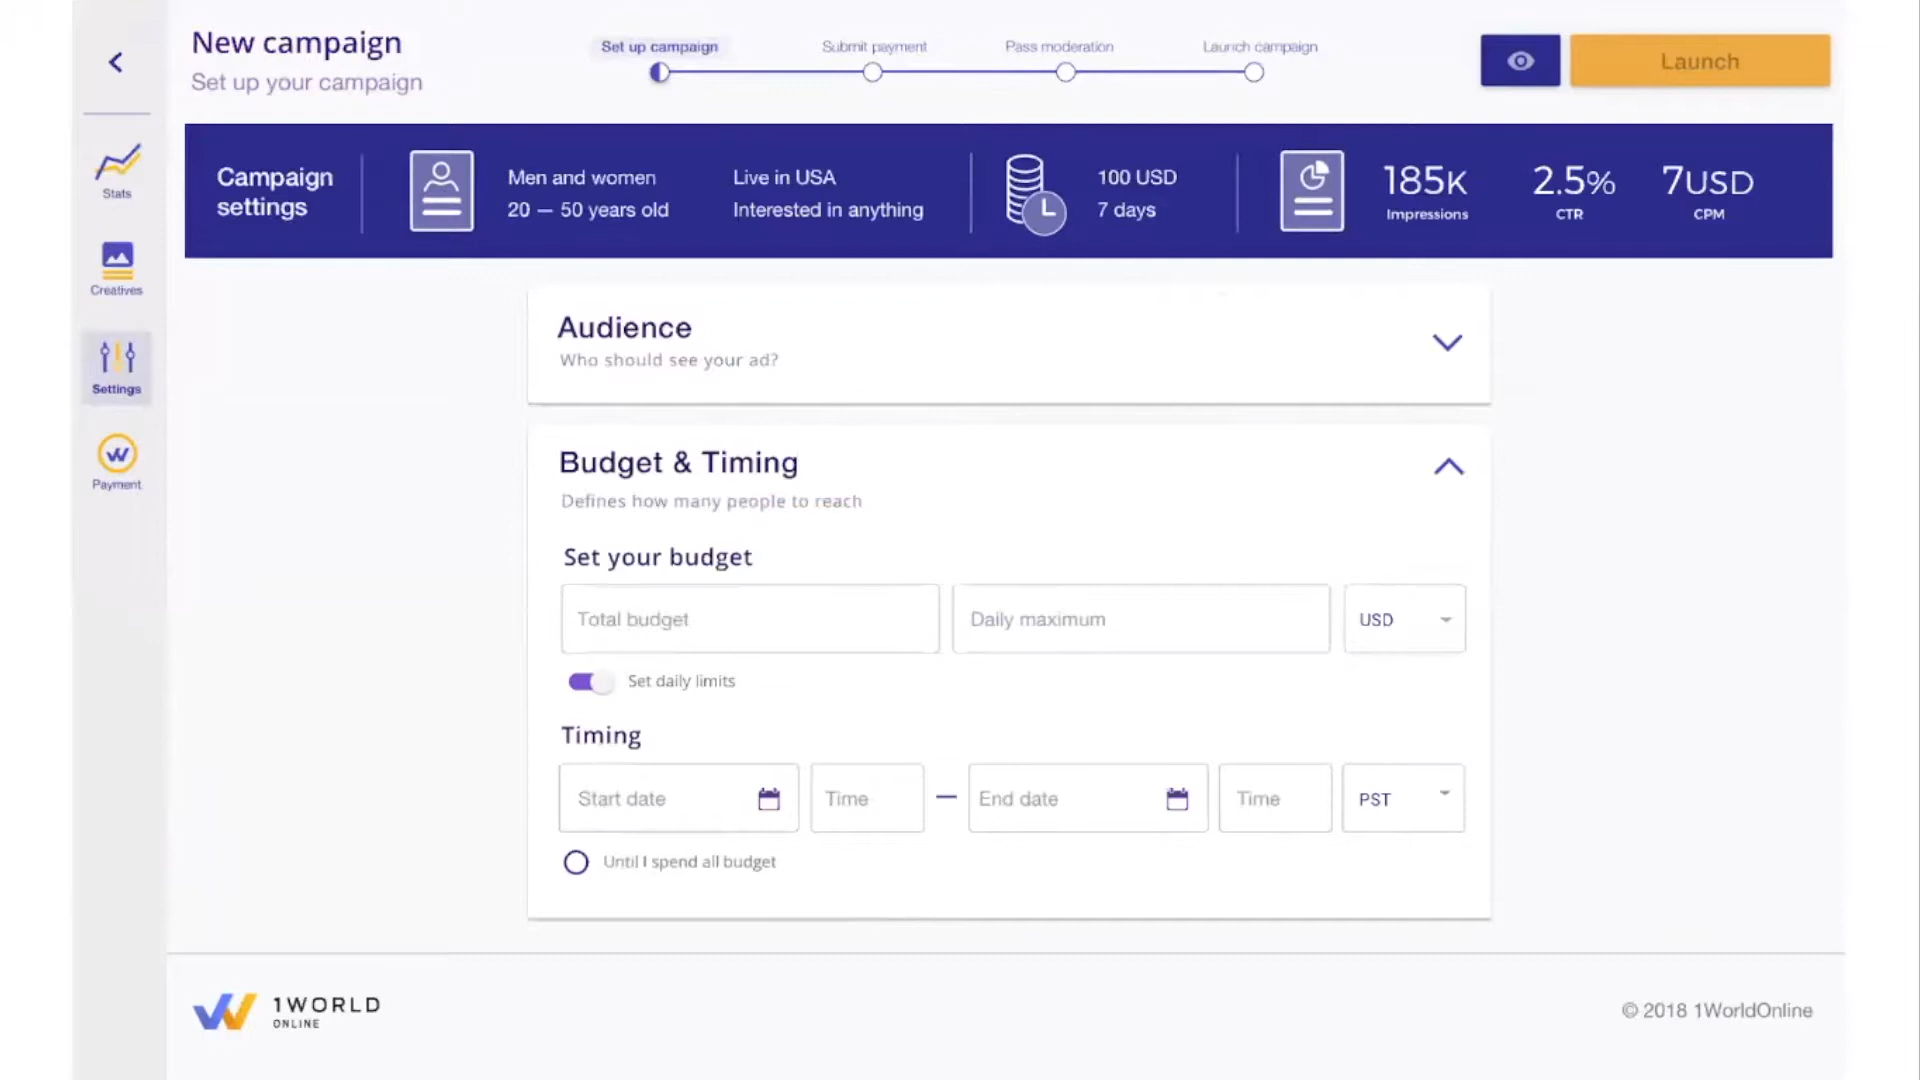 New campaign
Set up your campaign
Set up campaign
Submit payment
Pass moderation
Launch campaign
Launch
Stats
Creatives
Settings
Payment
Campaign
settings
Men and women
20 — 50 years old
Live in USA
Interested in anything
100 USD
7 days
185K
Impressions
2.5%
CTR
7USD
CPM
Audience
Who should see your ad?
Budget & Timing
Defines how many people to reach
Set your budget
Total budget
Daily maximum
USD
Set daily limits
Timing
Start date
Time
—
End date
Time
PST
Until I spend all budget
1WORLD
ONLINE
© 2018 1WorldOnline